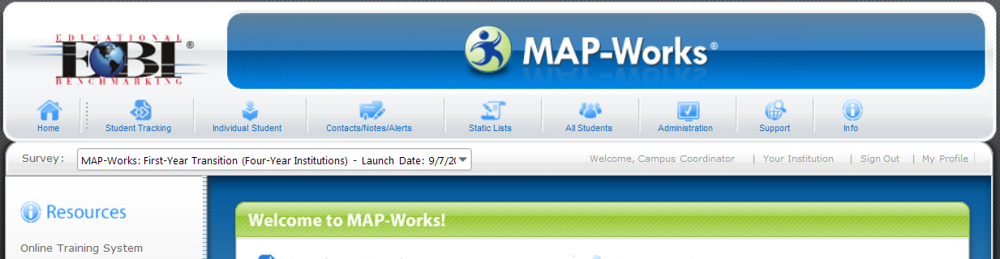 EDUCATIONAL
EBI®
BENCHMARKING
MAP-Works®
Home
Student Tracking
Individual Student
Contacts/Notes/Alerts
Static Lists
All Students
Administration
Support
Info
Survey: MAP-Works: First-Year Transition (Four-Year Institutions) - Launch Date: 9/7/20
Welcome, Campus Coordinator | Your Institution | Sign Out | My Profile
Resources
Welcome to MAP-Works!
Online Training System